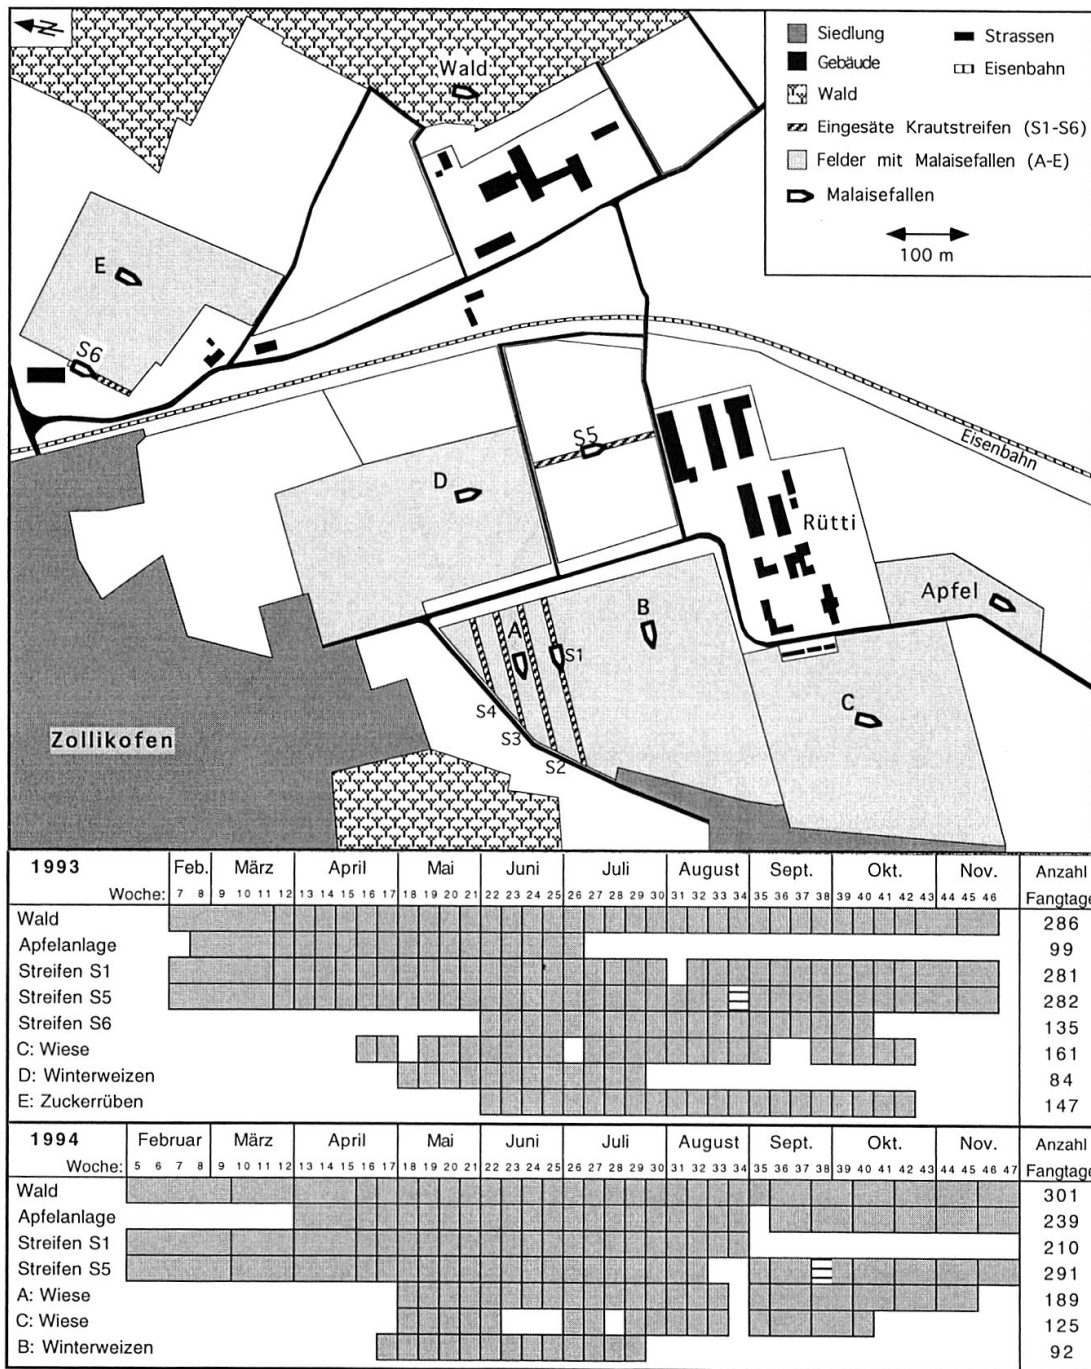 N
Siedlung
Strassen
Gebäude
Eisenbahn
Wald
Eingesäte Krautstreifen (S1-S6)
Felder mit Malaisefallen (A-E)
Malaisefallen
100 m
Wald
E
S6
S5
Eisenbahn
D
Rütti
Apfel
B
A
S1
C
S4
S3
S2
Zollikofen
1993 Feb. März April Mai Juni Juli August Sept. Okt. Nov. Anzahl
Woche: 7 8 9 10 11 12 13 14 15 16 17 18 19 20 21 22 23 24 25 26 27 28 29 30 31 32 33 34 35 36 37 38 39 40 41 42 43 44 45 46 Fangtage
Wald 286
Apfelanlage 99
Streifen S1 281
Streifen S5 282
Streifen S6 135
C: Wiese 161
D: Winterweizen 84
E: Zuckerrüben 147
1994 Februar März April Mai Juni Juli August Sept. Okt. Nov. Anzahl
Woche: 5 6 7 8 9 10 11 12 13 14 15 16 17 18 19 20 21 22 23 24 25 26 27 28 29 30 31 32 33 34 35 36 37 38 39 40 41 42 43 44 45 46 47 Fangtage
Wald 301
Apfelanlage 239
Streifen S1 210
Streifen S5 291
A: Wiese 189
C: Wiese 125
B: Winterweizen 92